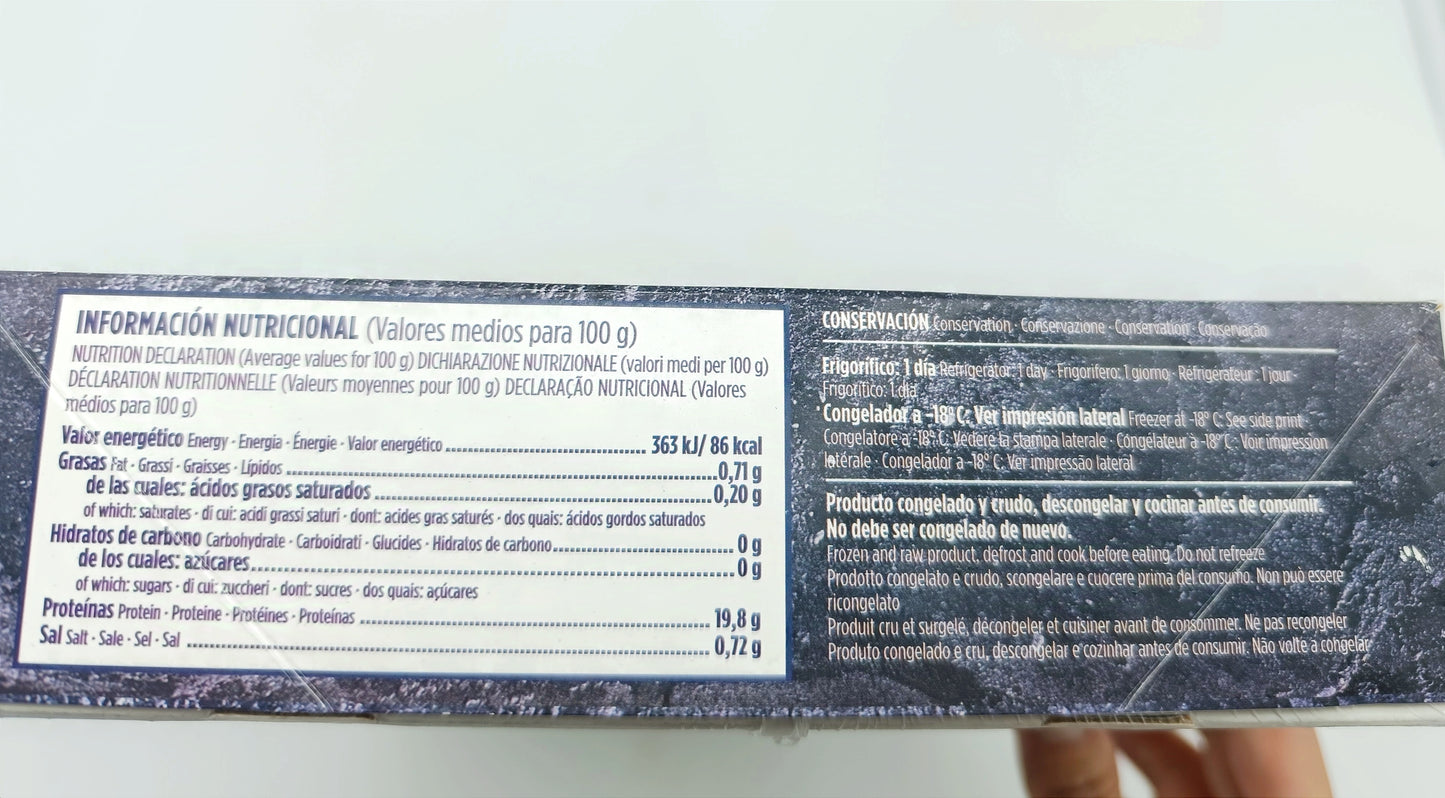 INFORMACIÓN NUTRICIONAL (Valores medios para 100 g)
NUTRITION DECLARATION (Average values for 100 g) DICHIARAZIONE NUTRIZIONALE (valori medi per 100 g)
DÉCLARATION NUTRITIONNELLE (Valeurs moyennes pour 100 g) DECLARAÇÃO NUTRICIONAL (Valores
médios para 100 g)
Valor energético Energy - Energia - Énergie - Valor energético ........ 363 kJ/ 86 kcal
Grasas Fat - Grassi - Graisses - Lípidos ........ 0,71 g
de las cuales: ácidos grasos saturados ........ 0,20 g
of which: saturates - di cui: acidi grassi saturi - dont: acides gras saturés - dos quais: ácidos gordos saturados
Hidratos de carbono Carbohydrate - Carboidrati - Glucides - Hidratos de carbono ........ 0 g
de los cuales: azúcares ........ 0 g
of which: sugars - di cui: zuccheri - dont: sucres - dos quais: açúcares
Proteínas Protein - Proteine - Protéines - Proteínas ........ 19,8 g
Sal Salt - Sale - Sel - Sal ........ 0,72 g
CONSERVACIÓN Conservation - Conservazione - Conservation - Conservação
Frigorífico: 1 día Refrigerator: 1 day - Frigorifero: 1 giorno - Réfrigerateur : 1 jour -
Frigorífico: 1 dia
Congelador a -18º C: Ver impresión lateral Freezer at -18º C: See side print -
Congelatore a -18º C: Vedere la stampa laterale - Congélateur à -18º C: Voir impression
latérale - Congelador a -18º C: Ver impressão lateral
Producto congelado y crudo, descongelar y cocinar antes de consumir.
No debe ser congelado de nuevo.
Frozen and raw product, defrost and cook before eating. Do not refreeze
Prodotto congelato e crudo, scongelare e cuocere prima del consumo. Non può essere
ricongelato
Produit cru et surgelé, décongeler et cuisiner avant de consommer. Ne pas recongeler
Produto congelado e cru, descongelar e cozinhar antes de consumir. Não volte a congelar